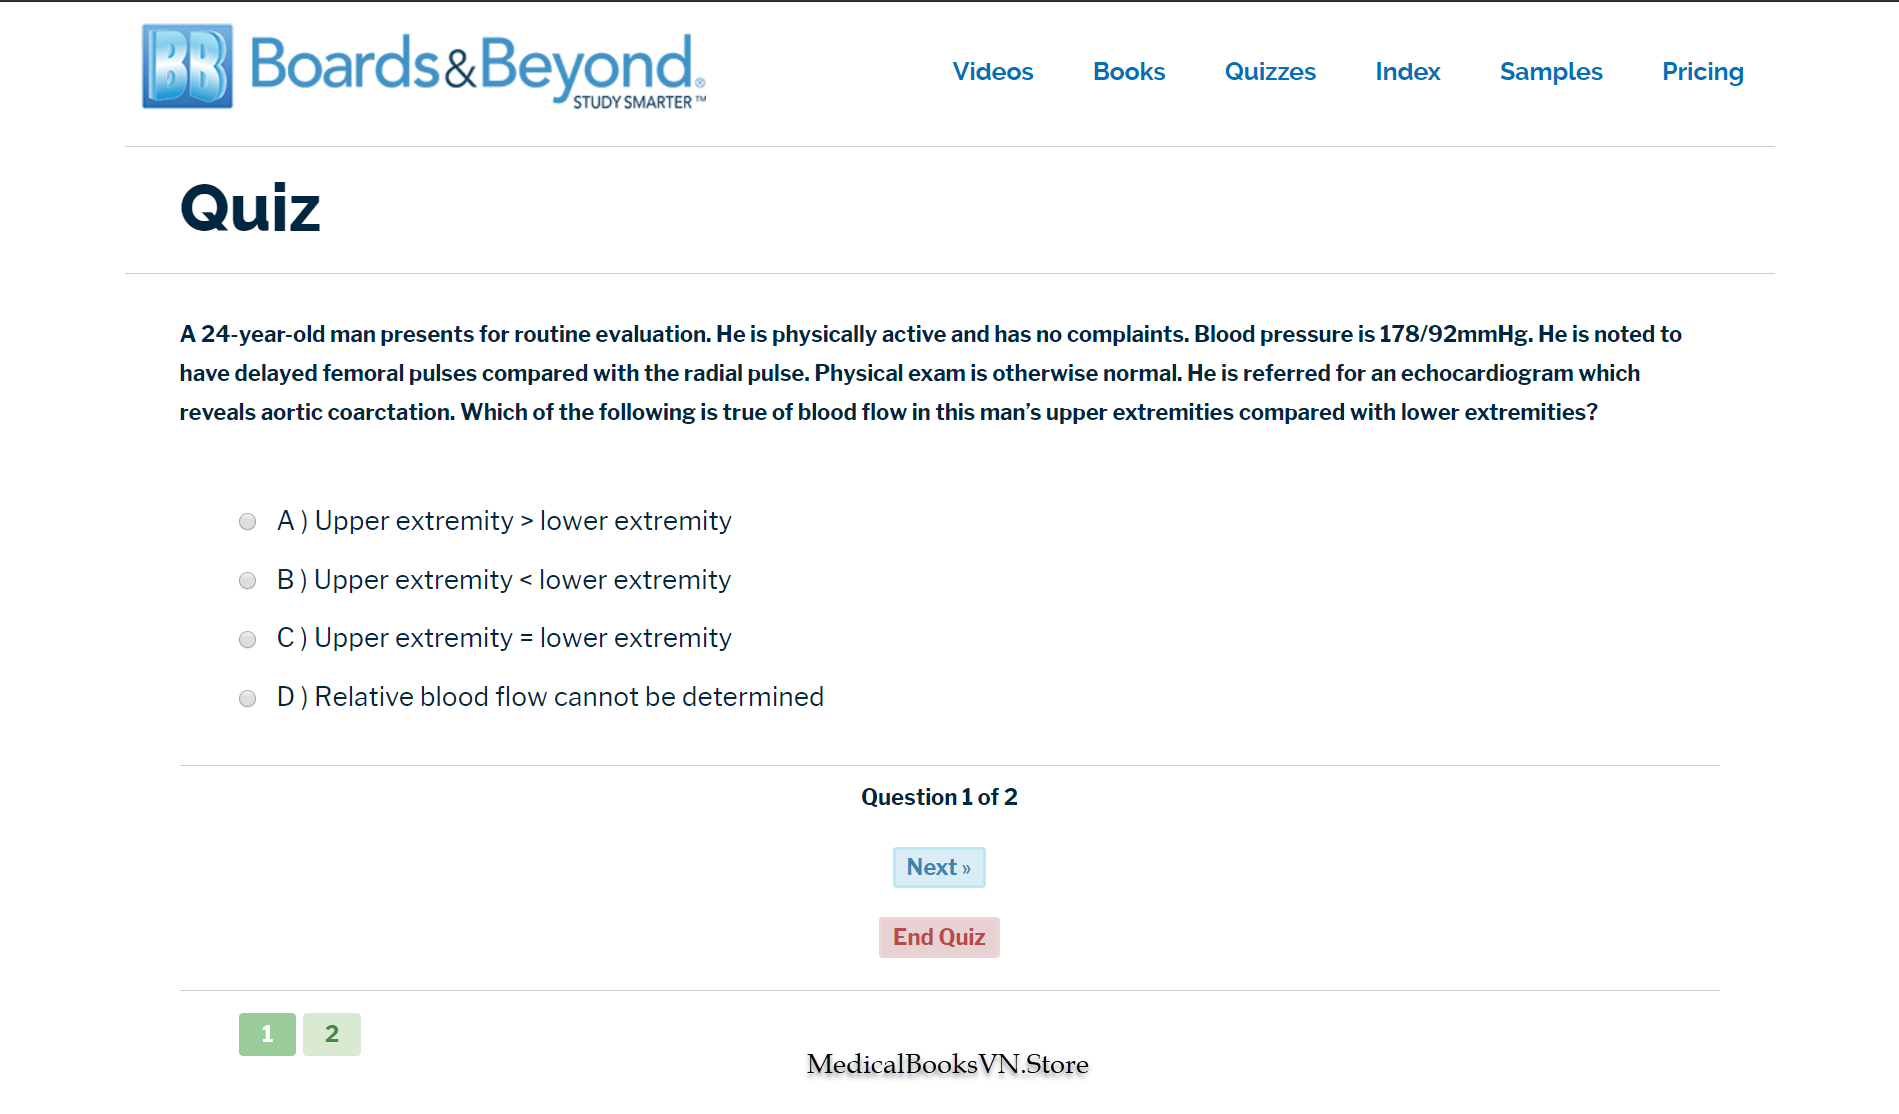 BB Boards&Beyond®
STUDY SMARTER™
Videos Books Quizzes Index Samples Pricing
Quiz
A 24-year-old man presents for routine evaluation. He is physically active and has no complaints. Blood pressure is 178/92mmHg. He is noted to
have delayed femoral pulses compared with the radial pulse. Physical exam is otherwise normal. He is referred for an echocardiogram which
reveals aortic coarctation. Which of the following is true of blood flow in this man’s upper extremities compared with lower extremities?
A ) Upper extremity > lower extremity
B ) Upper extremity < lower extremity
C ) Upper extremity = lower extremity
D ) Relative blood flow cannot be determined
Question 1 of 2
Next »
End Quiz
1 2
MedicalBooksVN.Store